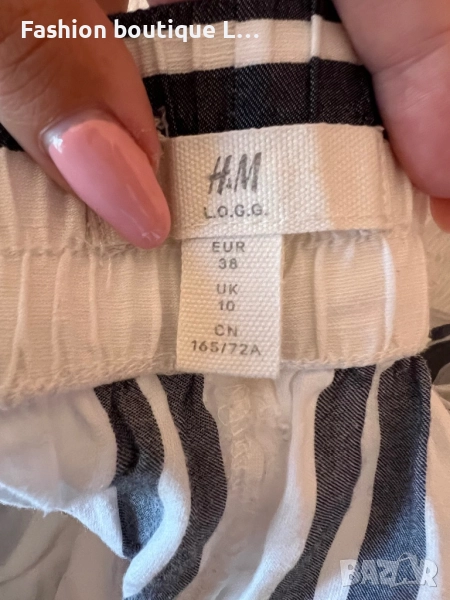 Fashion boutique L...
H&M
L.O.G.G.
EUR
38
UK
10
CN
165/72A
BAZAR